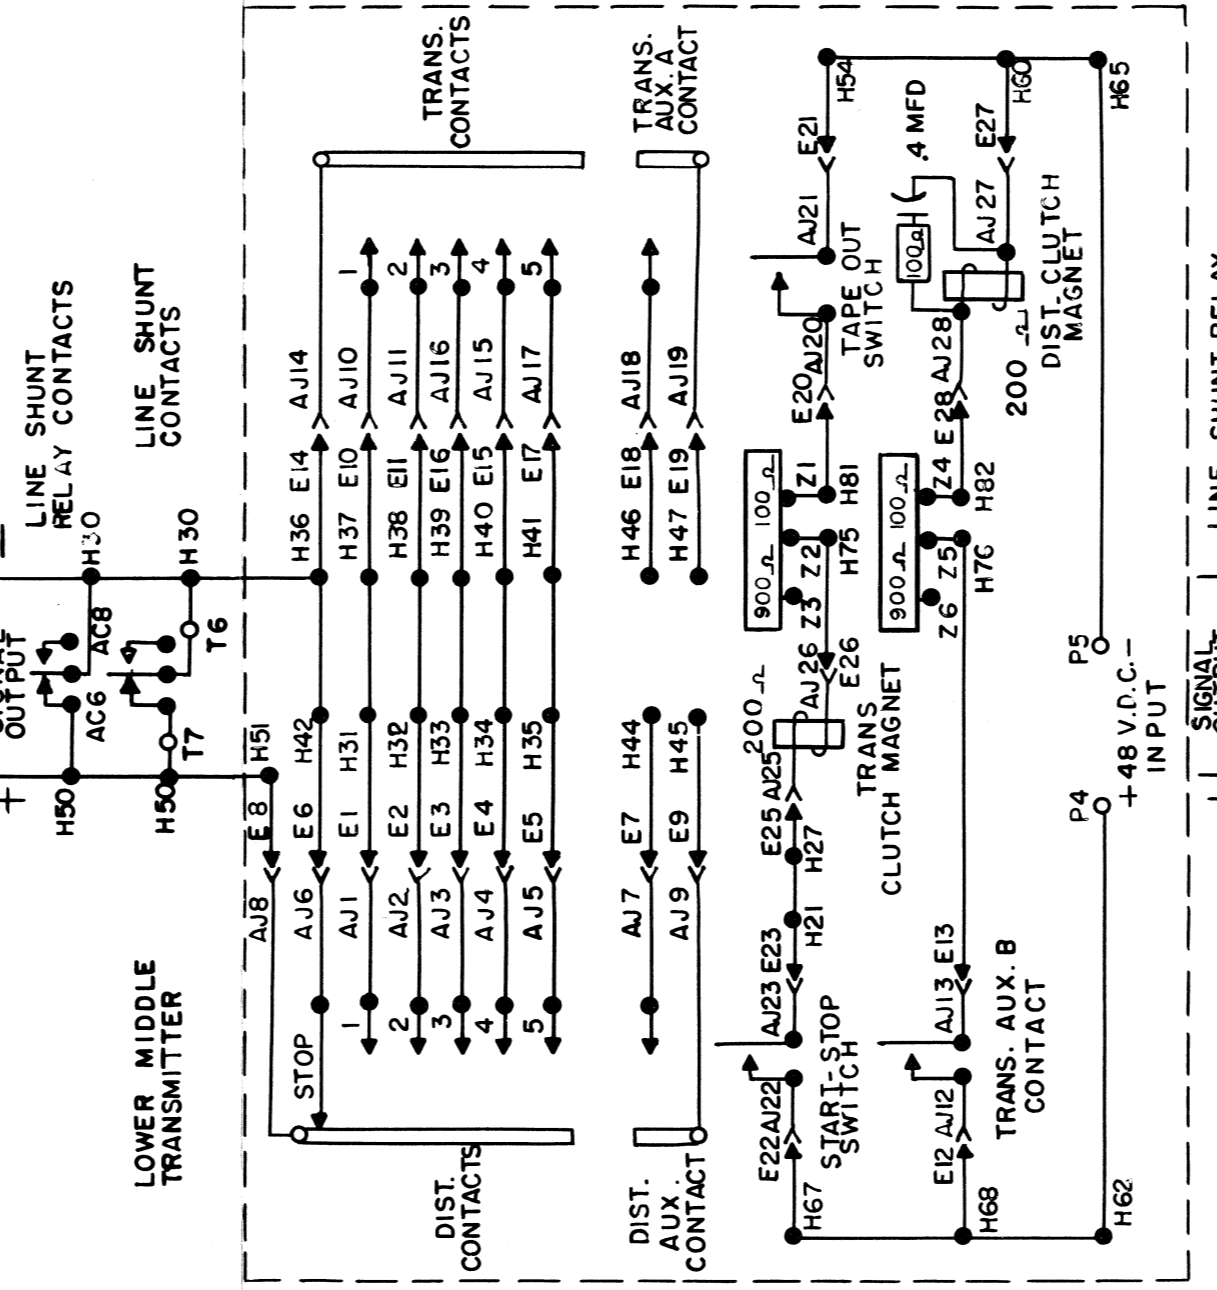 LINE SHUNT
RELAY CONTACTS
LINE SHUNT
CONTACTS
H30
H30
AC8
T6
AC6
T7
H50
H50
H51
+
−
OUTPUT
LOWER MIDDLE
TRANSMITTER
TRANS.
CONTACTS
TRANS.
AUX. A
CONTACT
DIST.
CONTACTS
DIST.
AUX.
CONTACT
STOP
AJ8 E8
AJ6 E6 H42 H36 E14 AJ14
1 AJ1 E1 H31 H37 E10 AJ10 1
2 AJ2 E2 H32 H38 E11 AJ11 2
3 AJ3 E3 H33 H39 E16 AJ16 3
4 AJ4 E4 H34 H40 E15 AJ15 4
5 AJ5 E5 H35 H41 E17 AJ17 5
AJ7 E7 H44 H46 E18 AJ18
AJ9 E9 H45 H47 E19 AJ19
H67 E22 AJ22
START-STOP
SWITCH
AJ23 E23 H21 H27 E25 AJ25
200 Ω
TRANS
CLUTCH MAGNET
AJ26 E26
900 Ω 100 Ω
Z3 Z2 Z1
H75 H81
E20 AJ20
TAPE OUT
SWITCH
AJ21 E21 H54
H68 E12 AJ12
TRANS. AUX. B
CONTACT
AJ13 E13
900 Ω 100 Ω
Z6 Z5 Z4
H76 H82
E28 AJ28
100Ω
.4 MFD
200 Ω
DIST. CLUTCH
MAGNET
AJ27 E27 H60
H62 P4
+48 V.D.C.−
INPUT
P5 H65
SIGNAL
LINE SHUNT RELAY